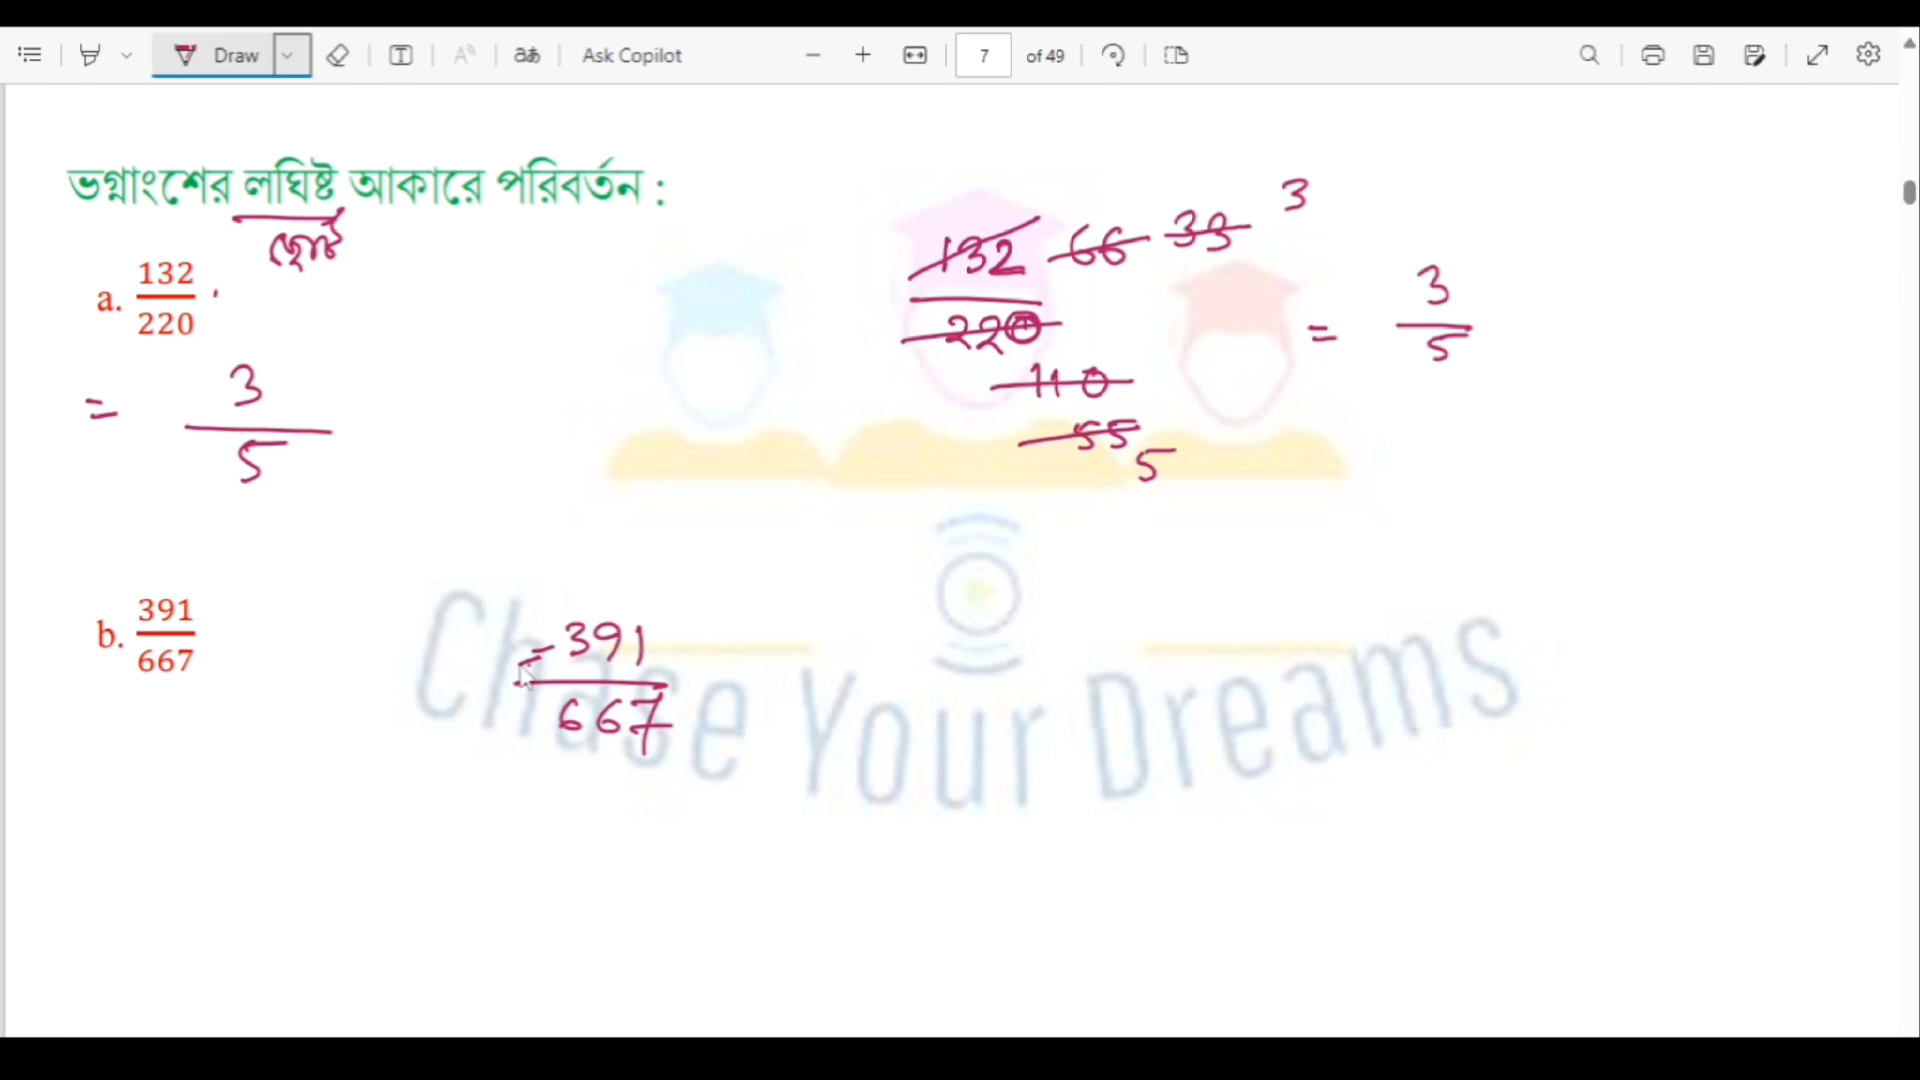 Draw Ask Copilot 7 of 49
ভগ্নাংশের লঘিষ্ট আকারে পরিবর্তন :
ছোট
a. 132/220
= 3/5
132 66 33 3
220
110
55
5
= 3/5
b. 391/667
= 391/667
Chase Your Dreams